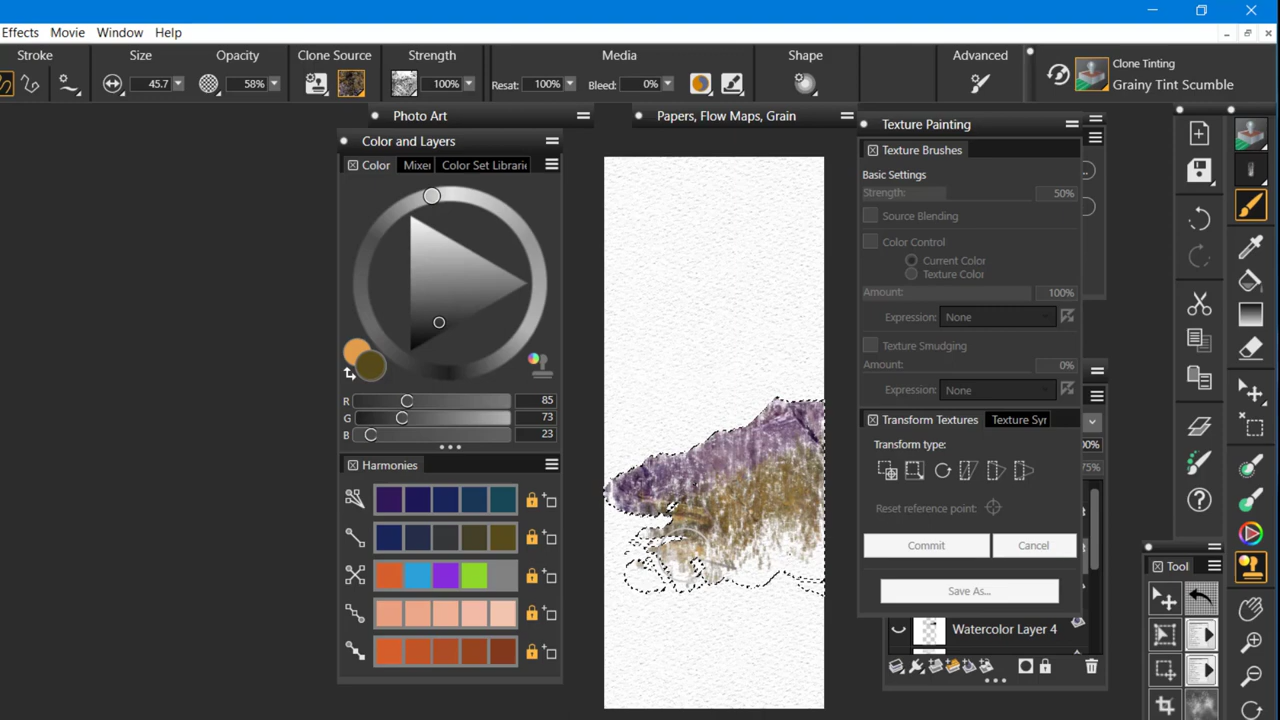 Effects Movie Window Help
Stroke Size Opacity Clone Source Strength Media Shape Advanced
Clone Tinting
45.7 58% 100% Resat: 100% Bleed: 0% Grainy Tint Scumble
Photo Art Papers, Flow Maps, Grain Texture Painting
Color and Layers
Texture Brushes
Color Mixer Color Set Libraries
Basic Settings
Strength: 50%
Source Blending
Color Control
Current Color
Texture Color
Amount: 100%
Expression: None
Texture Smudging
Amount: 0%
Expression: None
R 85
G 73
B 23
Transform Textures Texture Syn
Transform type:
Harmonies
75%
Reset reference point:
Commit Cancel
Tool
Save As...
Watercolor Layer 4